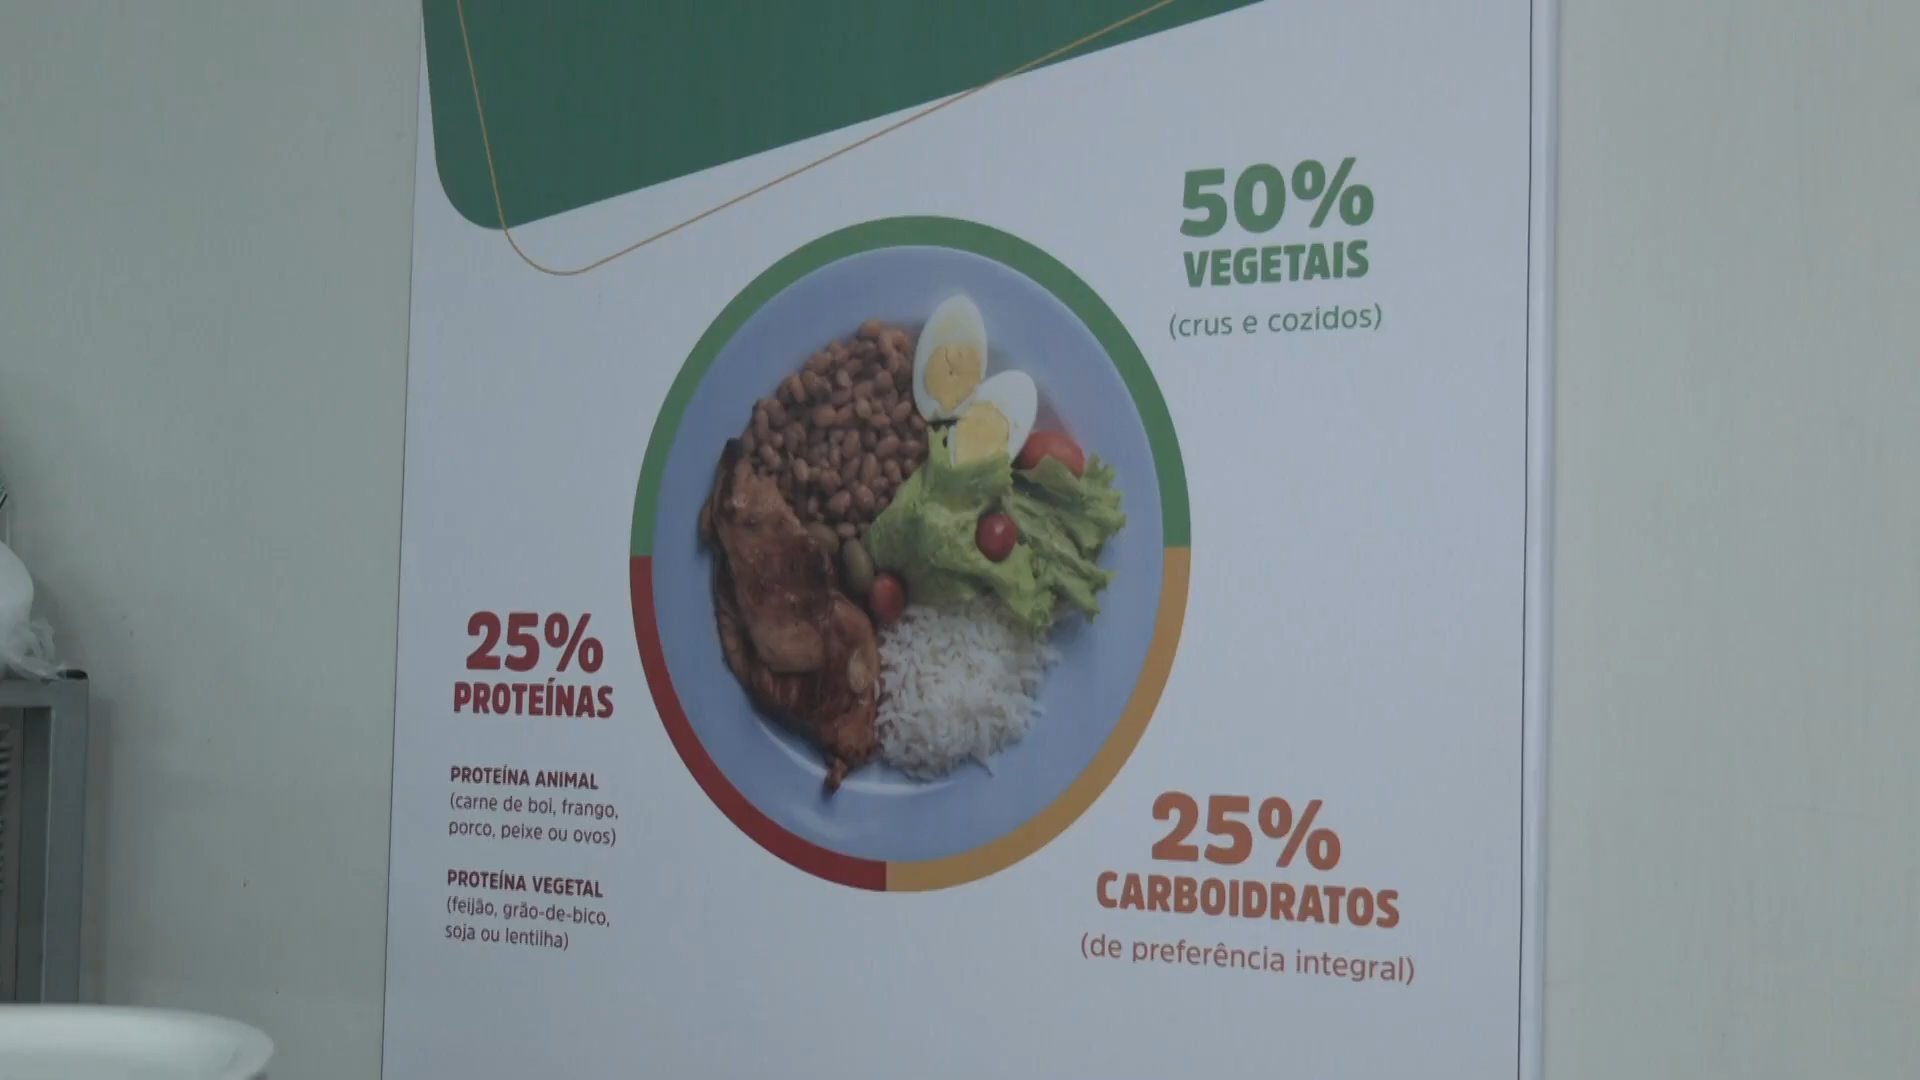 50%
VEGETAIS
(crus e cozidos)
25%
PROTEÍNAS
PROTEÍNA ANIMAL
(carne de boi, frango,
porco, peixe ou ovos)
PROTEÍNA VEGETAL
(feijão, grão-de-bico,
soja ou lentilha)
25%
CARBOIDRATOS
(de preferência integral)